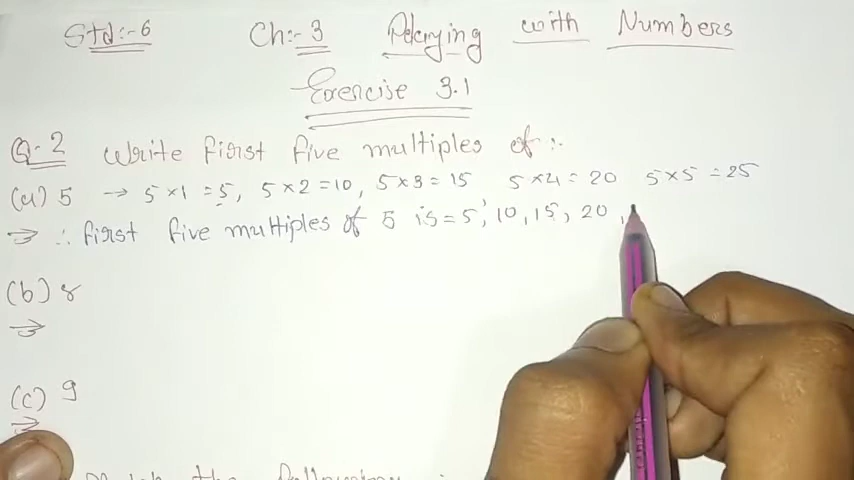 Std:-6 Ch:- 3 Playing with Numbers
Exercise 3.1
Q-2 Write first five multiples of :-
(a) 5 → 5×1 = 5, 5×2=10, 5×3=15 5×4=20 5×5=25
⇒ ∴ first five multiples of 5 is = 5, 10, 15, 20,
(b) 8
⇒
(c) 9
⇒
the following :